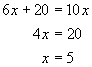 6x + 20 = 10x
4x = 20
x = 5